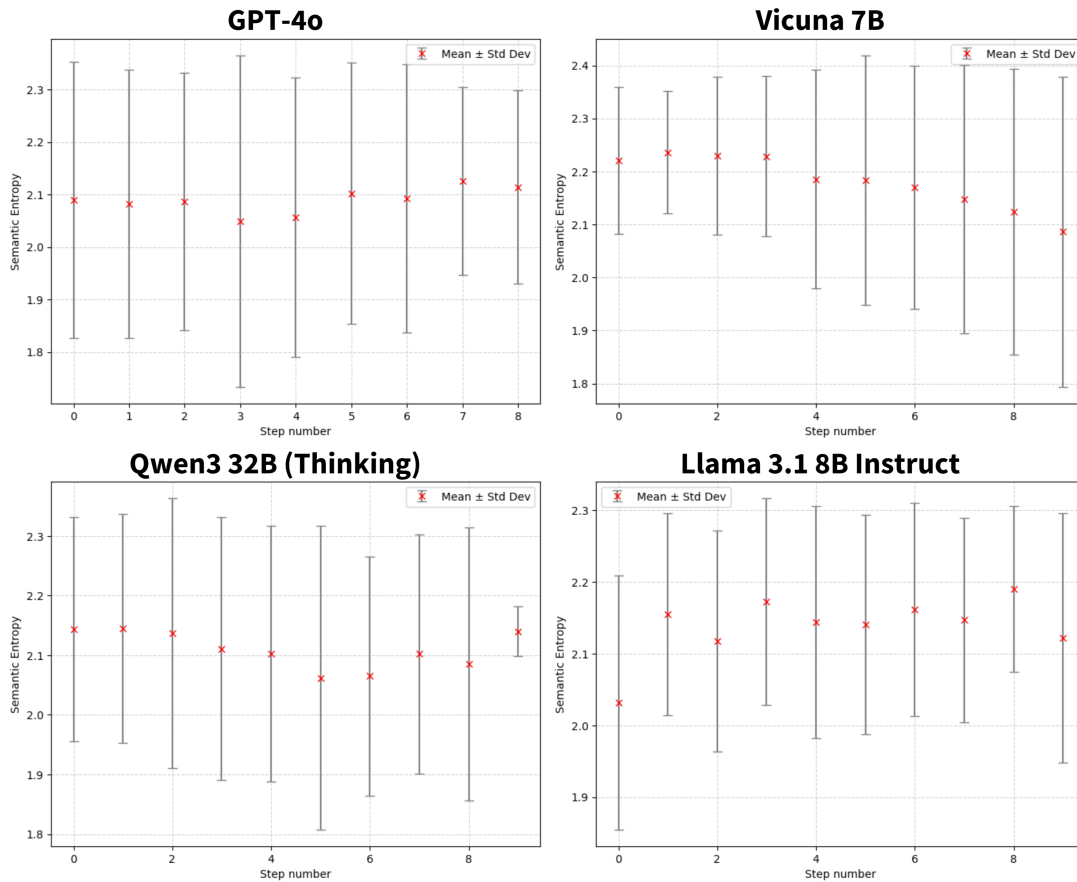 GPT-4o
Mean ± Std Dev
Semantic Entropy
2.3
2.2
2.1
2.0
1.9
1.8
0 1 2 3 4 5 6 7 8
Step number
Vicuna 7B
Mean ± Std Dev
Semantic Entropy
2.4
2.3
2.2
2.1
2.0
1.9
1.8
0 2 4 6 8
Step number
Qwen3 32B (Thinking)
Mean ± Std Dev
Semantic Entropy
2.3
2.2
2.1
2.0
1.9
1.8
0 2 4 6 8
Step number
Llama 3.1 8B Instruct
Mean ± Std Dev
Semantic Entropy
2.3
2.2
2.1
2.0
1.9
0 2 4 6 8
Step number